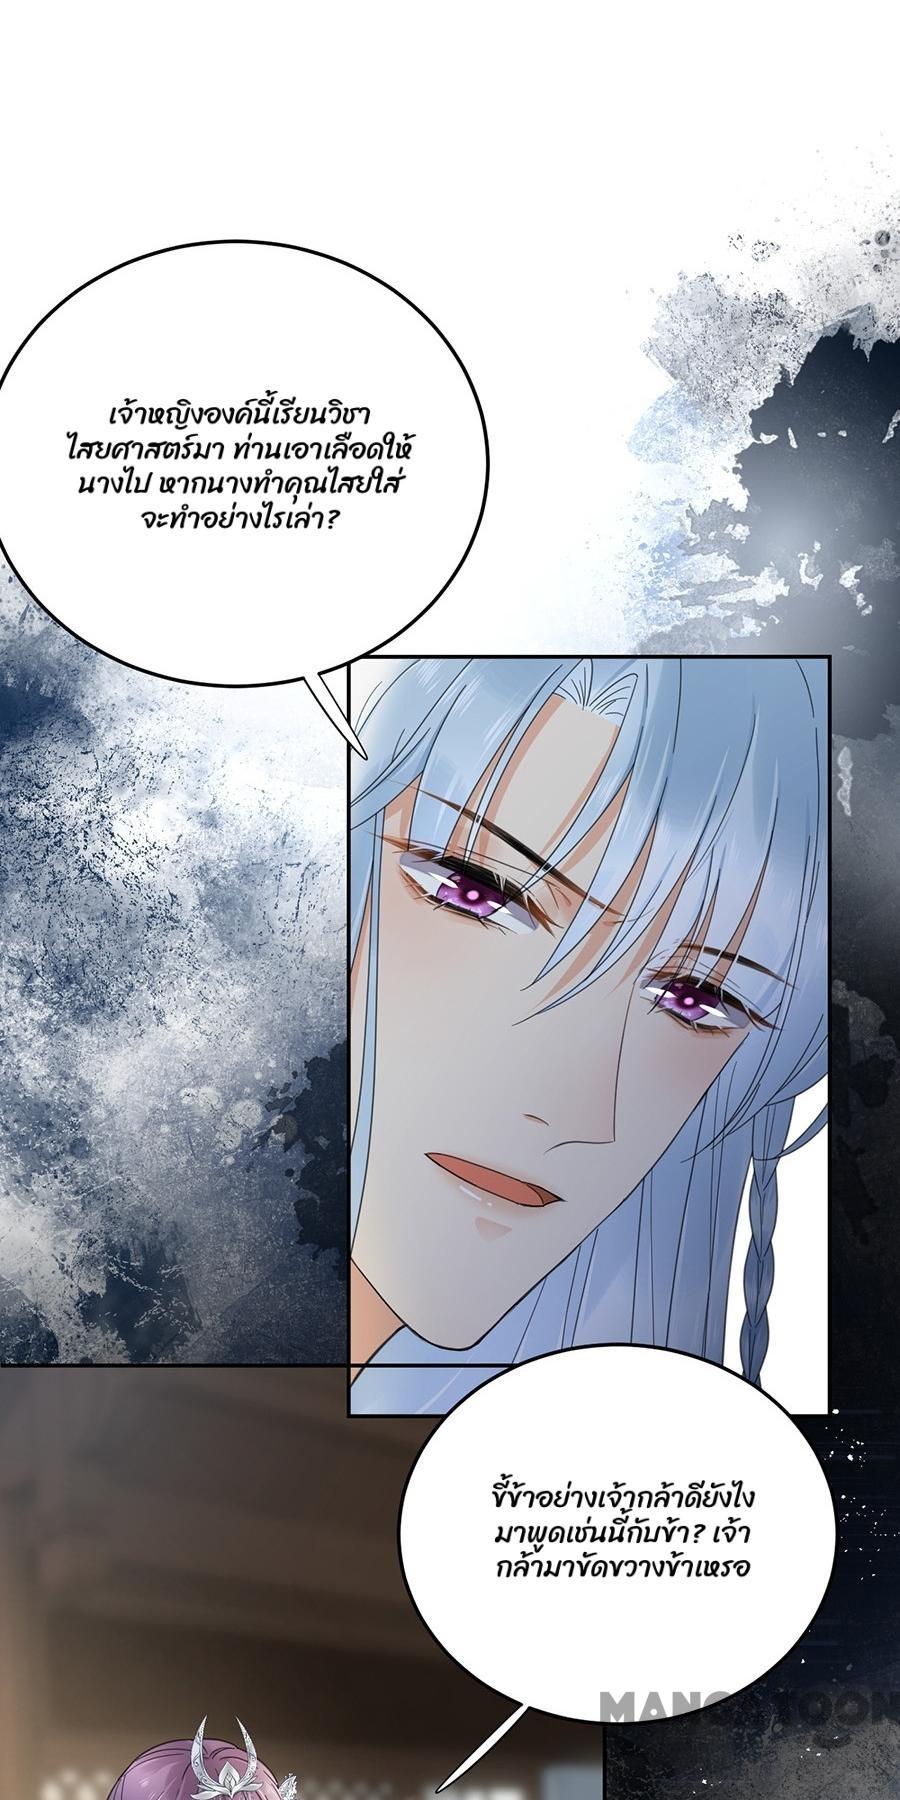 เจ้าหญิงองค์นี้เรียนวิชา
ไสยศาสตร์มา ท่านเอาเลือดให้
นางไป หากนางทำคุณไสยใส่
จะทำอย่างไรเล่า?
ขี้ข้าอย่างเจ้ากล้าดียังไง
มาพูดเช่นนี้กับข้า? เจ้า
กล้ามาขัดขวางข้าเหรอ
MANGATOON